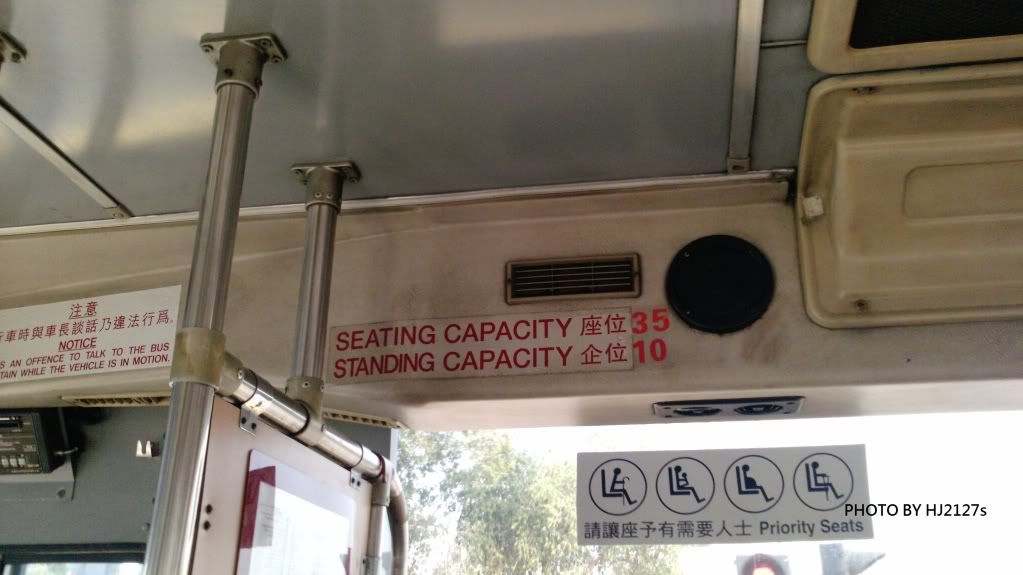 注意
行車時與車長談話乃違法行爲。
NOTICE
S AN OFFENCE TO TALK TO THE BUS
TAIN WHILE THE VEHICLE IS IN MOTION.
SEATING CAPACITY 座位 35
STANDING CAPACITY 企位 10
請讓座予有需要人士 Priority Seats
PHOTO BY HJ2127s